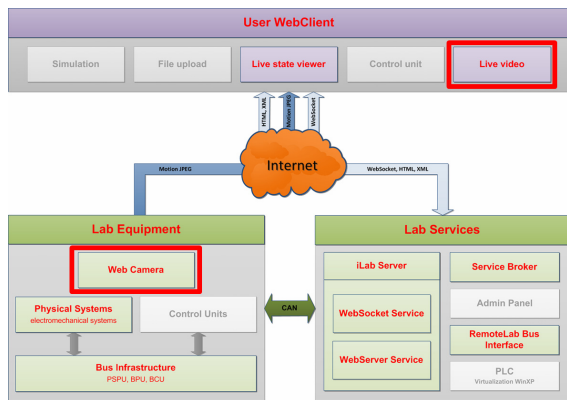 User WebClient
Simulation
File upload
Live state viewer
Control unit
Live video
HTML, XML
Motion JPEG
WebSocket
Internet
Motion JPEG
WebSocket, HTML, XML
Lab Equipment
Web Camera
Physical Systems
electromechanical systems
Control Units
Bus Infrastructure
PSPU, BPU, BCU
CAN
Lab Services
iLab Server
WebSocket Service
WebServer Service
Service Broker
Admin Panel
RemoteLab Bus
Interface
PLC
Virtualization WinXP